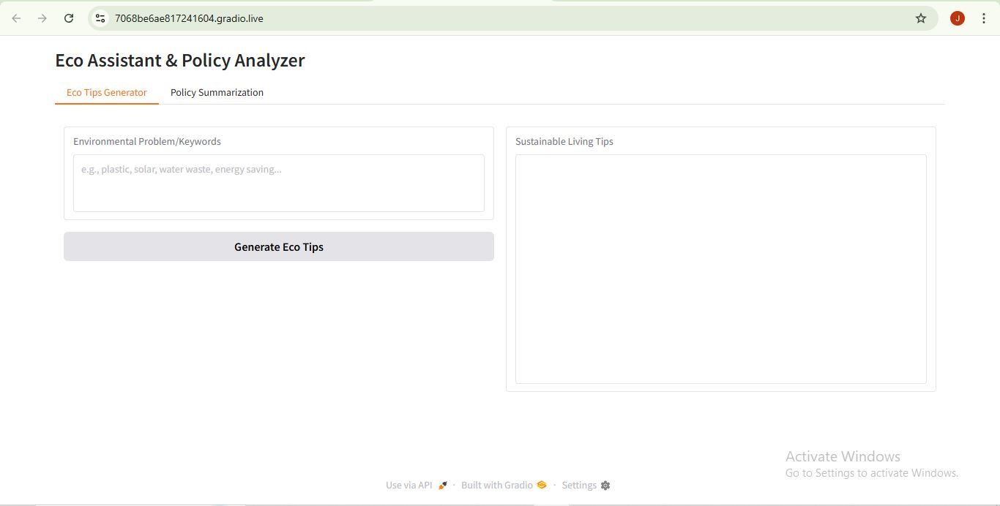 7068be6ae817241604.gradio.live
J
Eco Assistant & Policy Analyzer
Eco Tips Generator
Policy Summarization
Environmental Problem/Keywords
e.g., plastic, solar, water waste, energy saving...
Generate Eco Tips
Sustainable Living Tips
Activate Windows
Go to Settings to activate Windows.
Use via API · Built with Gradio · Settings